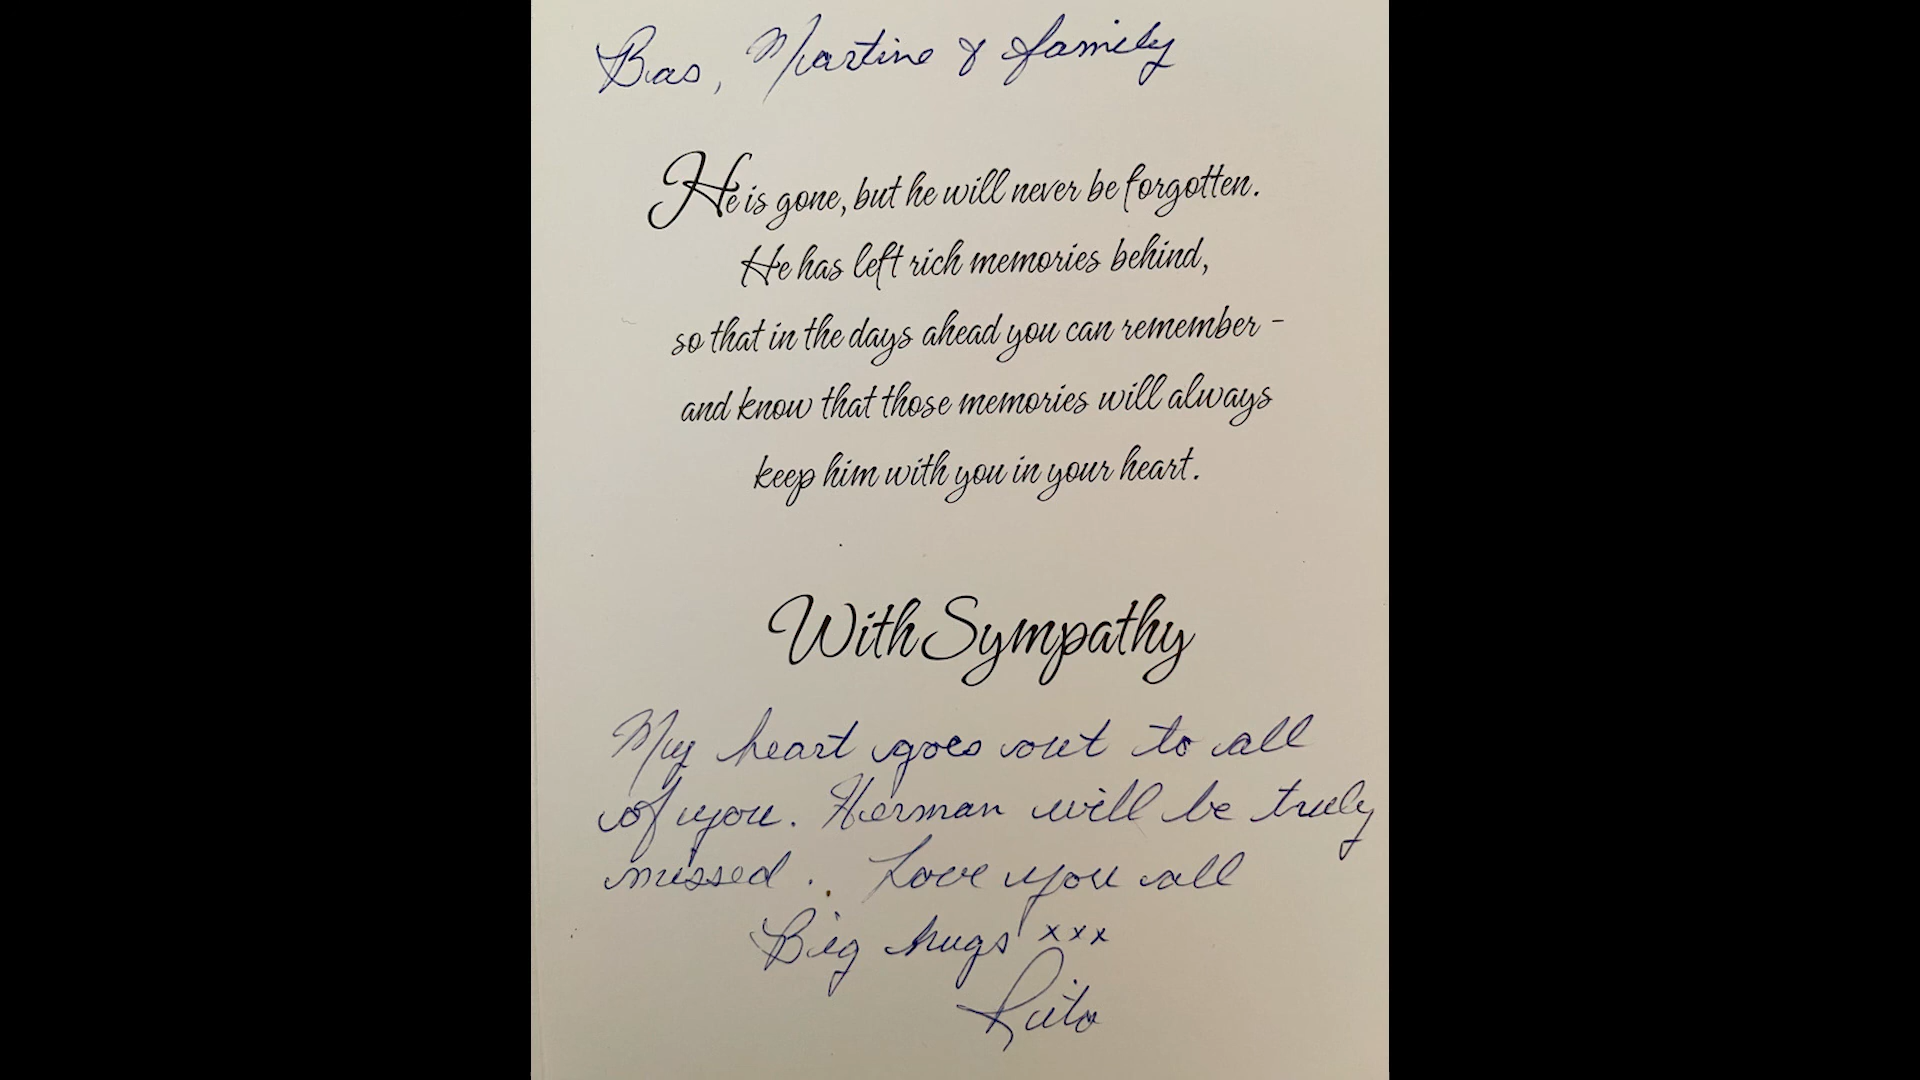 Bas, Martine & family
He is gone, but he will never be forgotten.
He has left rich memories behind,
so that in the days ahead you can remember -
and know that those memories will always
keep him with you in your heart.
With Sympathy
My heart goes out to all
of you. Herman will be truly
missed. Love you all
Big hugs xxx
Rita